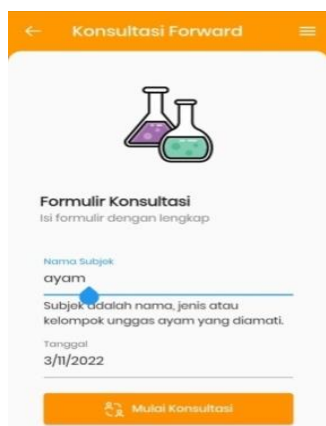 Konsultasi Forward
Formulir Konsultasi
Isi formulir dengan lengkap
Nama Subjek
ayam
Subjek adalah nama, jenis atau
kelompok unggas ayam yang diamati.
Tanggal
3/11/2022
Mulai Konsultasi